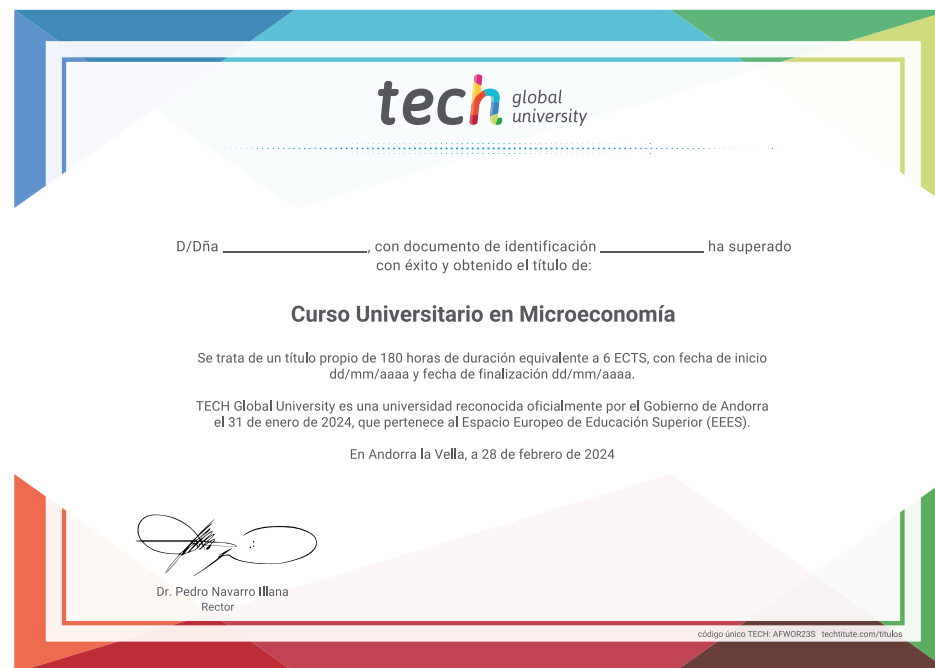 tech global university
D/Dña ________________, con documento de identificación ____________ ha superado
con éxito y obtenido el título de:
Curso Universitario en Microeconomía
Se trata de un título propio de 180 horas de duración equivalente a 6 ECTS, con fecha de inicio
dd/mm/aaaa y fecha de finalización dd/mm/aaaa.
TECH Global University es una universidad reconocida oficialmente por el Gobierno de Andorra
el 31 de enero de 2024, que pertenece al Espacio Europeo de Educación Superior (EEES).
En Andorra la Vella, a 28 de febrero de 2024
Dr. Pedro Navarro Illana
Rector
código único TECH: AFWOR23S techtitute.com/titulos